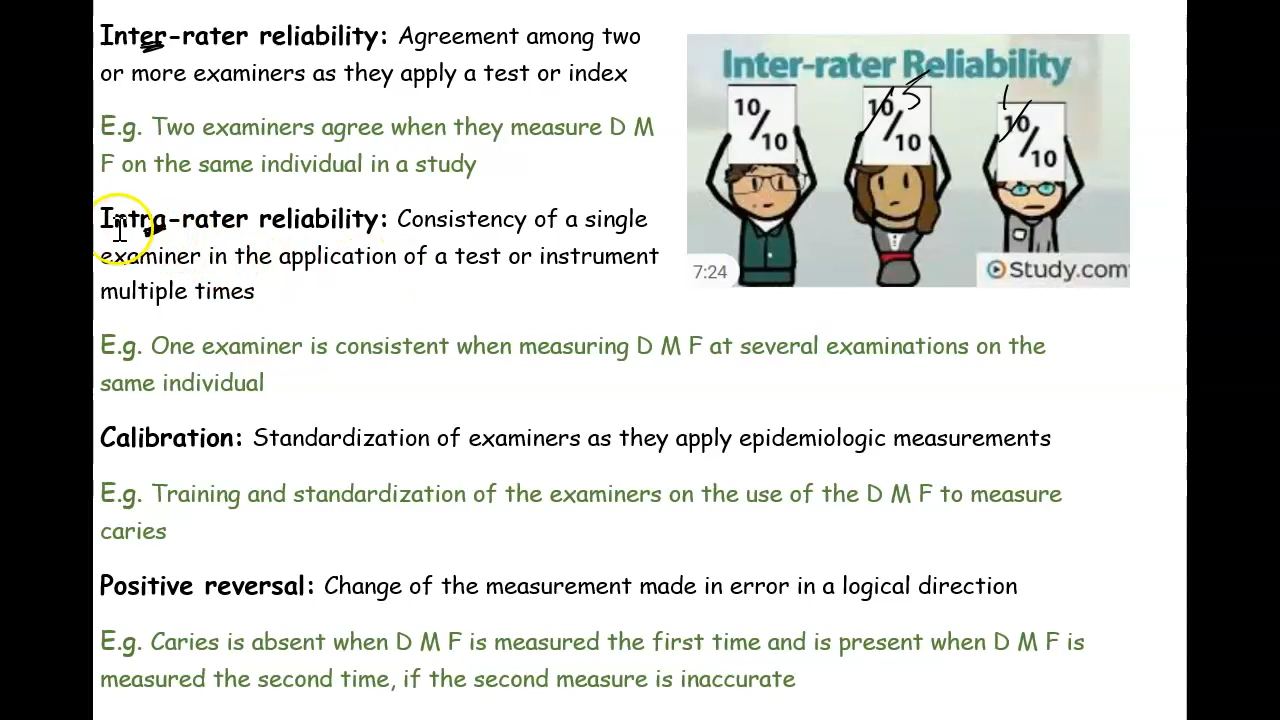 Inter-rater reliability: Agreement among two
or more examiners as they apply a test or index
E.g. Two examiners agree when they measure D M
F on the same individual in a study
Intra-rater reliability: Consistency of a single
examiner in the application of a test or instrument
multiple times
E.g. One examiner is consistent when measuring D M F at several examinations on the
same individual
Calibration: Standardization of examiners as they apply epidemiologic measurements
E.g. Training and standardization of the examiners on the use of the D M F to measure
caries
Positive reversal: Change of the measurement made in error in a logical direction
E.g. Caries is absent when D M F is measured the first time and is present when D M F is
measured the second time, if the second measure is inaccurate
Inter-rater Reliability
10/10
10/10 5
10/10 1
7:24
Study.com